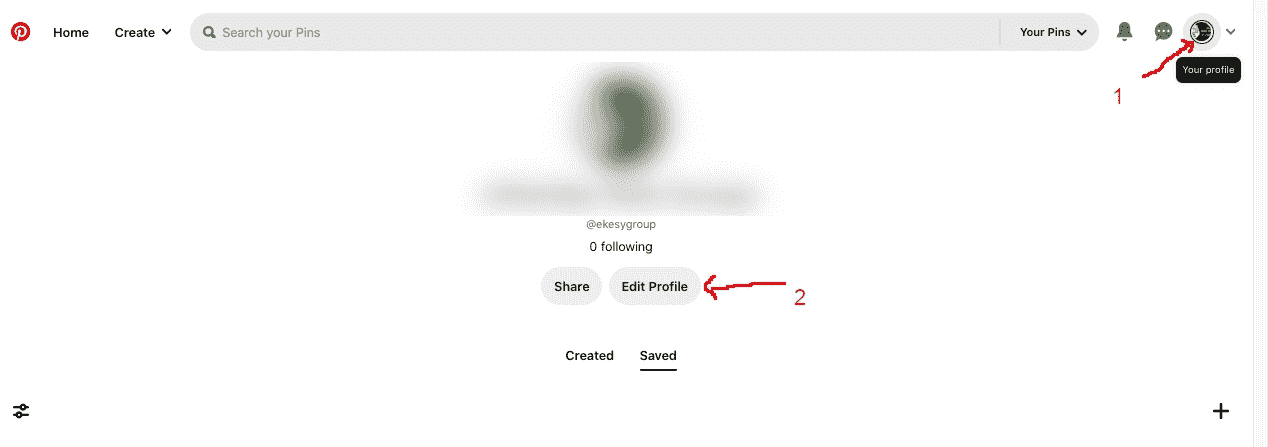 Home Create Search your Pins Your Pins
Your profile
1
@ekesygroup
0 following
Share Edit Profile 2
Created Saved